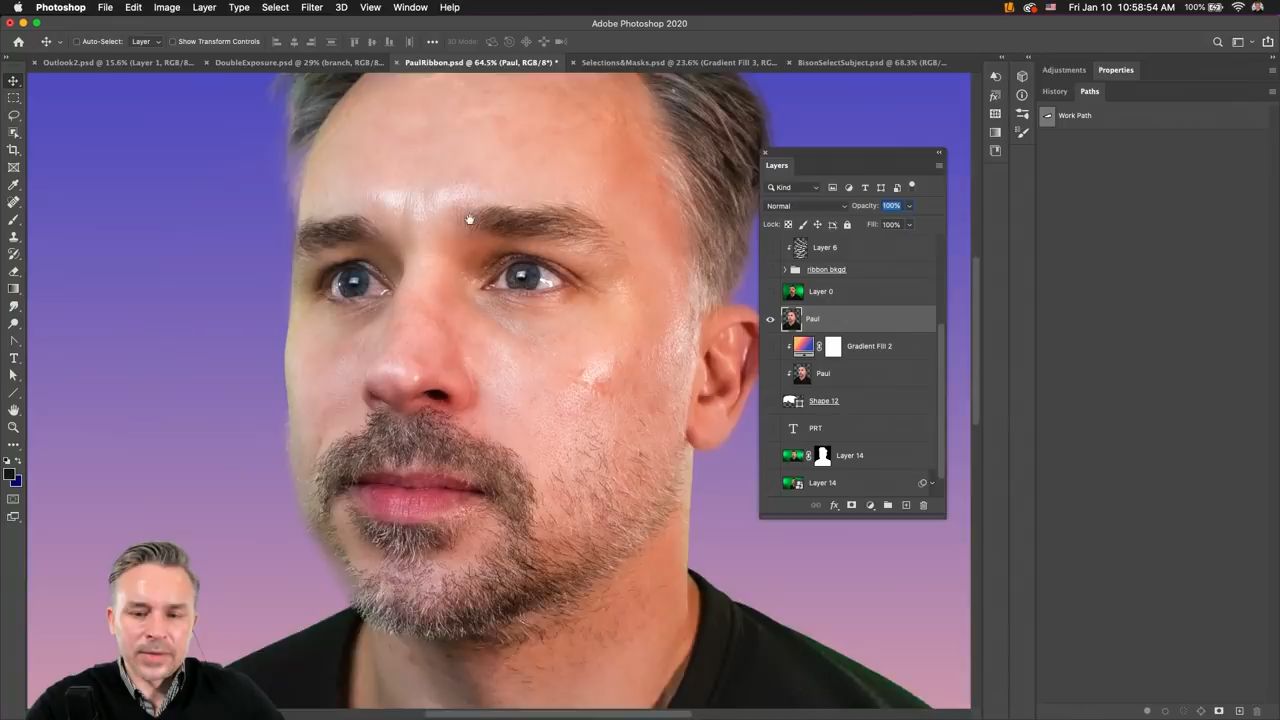 Photoshop File Edit Image Layer Type Select Filter 3D View Window Help Fri Jan 10 10:58:54 AM 100%
Adobe Photoshop 2020
Auto-Select: Layer Show Transform Controls 3D Mode:
Outlook2.psd @ 15.6% (Layer 1, RGB/8... DoubleExposure.psd @ 29% (branch, RGB/8... PaulRibbon.psd @ 64.5% (Paul, RGB/8*) * Selections&Masks.psd @ 23.6% (Gradient Fill 3, RG... BisonSelectSubject.psd @ 68.3% (RGB/...
Adjustments Properties
History Paths
Work Path
Layers
Kind
Normal Opacity: 100%
Lock: Fill: 100%
Layer 6
ribbon bkgd
Layer 0
Paul
Gradient Fill 2
Paul
Shape 12
T PRT
Layer 14
Layer 14
fx